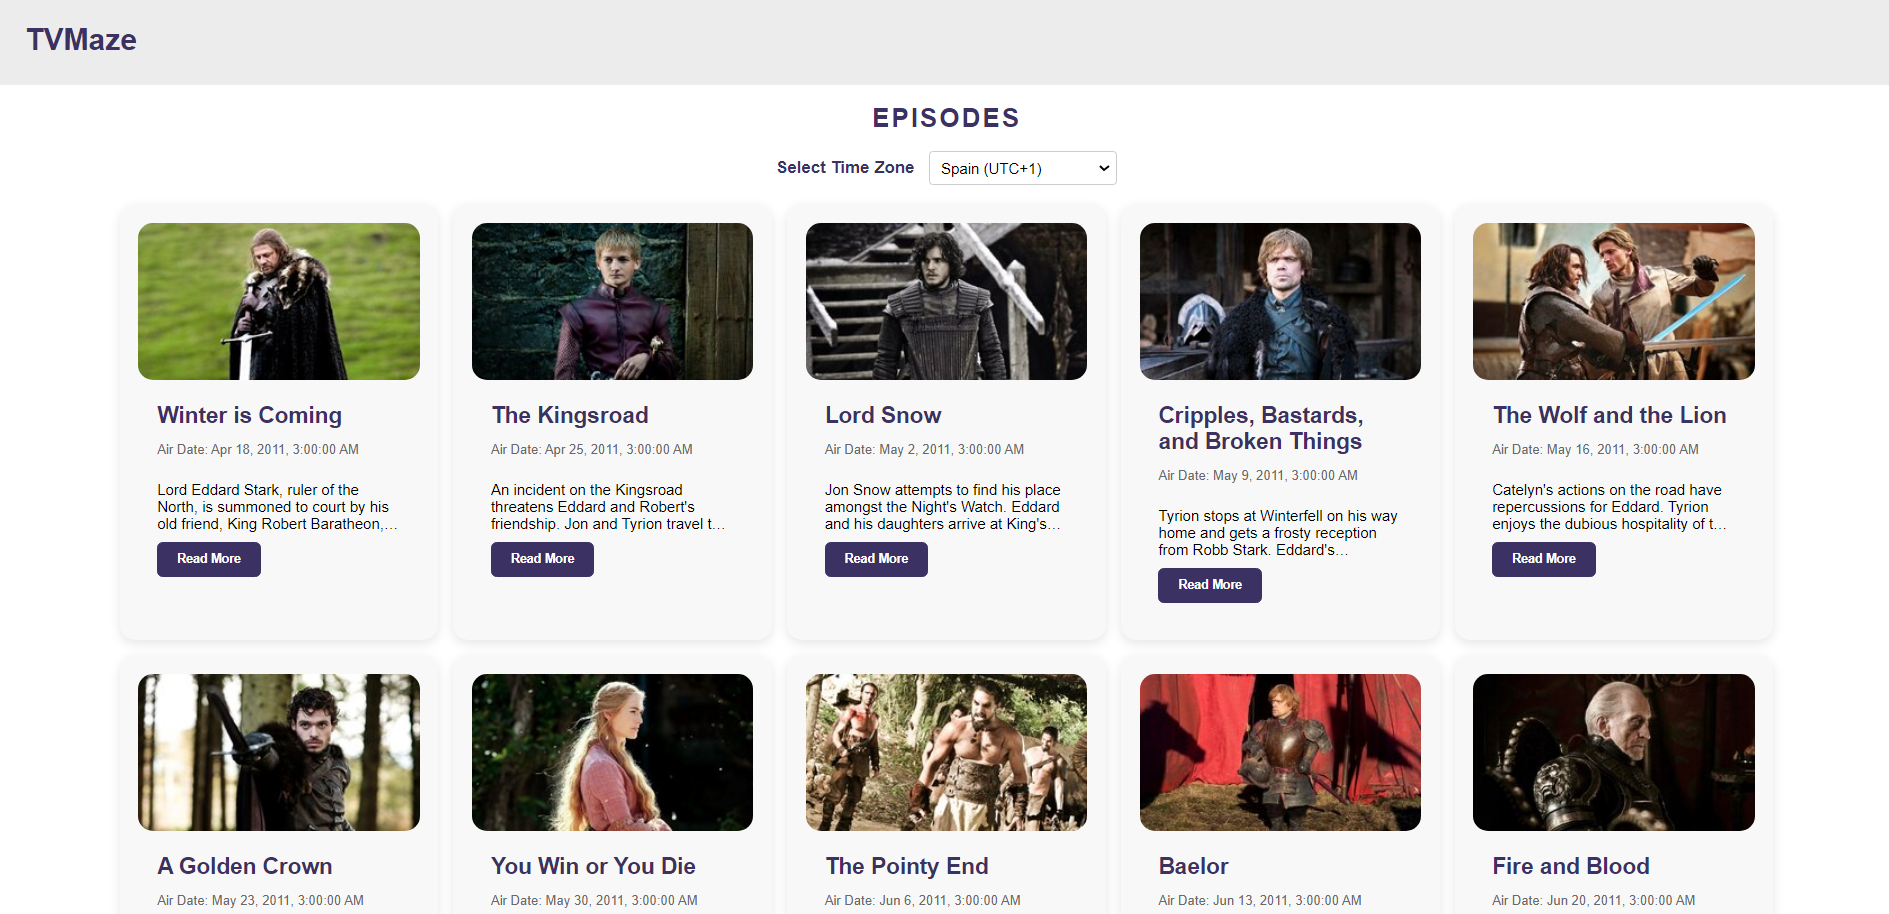 TVMaze
EPISODES
Select Time Zone
Spain (UTC+1)
Winter is Coming
Air Date: Apr 18, 2011, 3:00:00 AM
Lord Eddard Stark, ruler of the
North, is summoned to court by his
old friend, King Robert Baratheon,…
Read More
The Kingsroad
Air Date: Apr 25, 2011, 3:00:00 AM
An incident on the Kingsroad
threatens Eddard and Robert's
friendship. Jon and Tyrion travel t…
Read More
Lord Snow
Air Date: May 2, 2011, 3:00:00 AM
Jon Snow attempts to find his place
amongst the Night's Watch. Eddard
and his daughters arrive at King's…
Read More
Cripples, Bastards,
and Broken Things
Air Date: May 9, 2011, 3:00:00 AM
Tyrion stops at Winterfell on his way
home and gets a frosty reception
from Robb Stark. Eddard's…
Read More
The Wolf and the Lion
Air Date: May 16, 2011, 3:00:00 AM
Catelyn's actions on the road have
repercussions for Eddard. Tyrion
enjoys the dubious hospitality of t…
Read More
A Golden Crown
Air Date: May 23, 2011, 3:00:00 AM
You Win or You Die
Air Date: May 30, 2011, 3:00:00 AM
The Pointy End
Air Date: Jun 6, 2011, 3:00:00 AM
Baelor
Air Date: Jun 13, 2011, 3:00:00 AM
Fire and Blood
Air Date: Jun 20, 2011, 3:00:00 AM